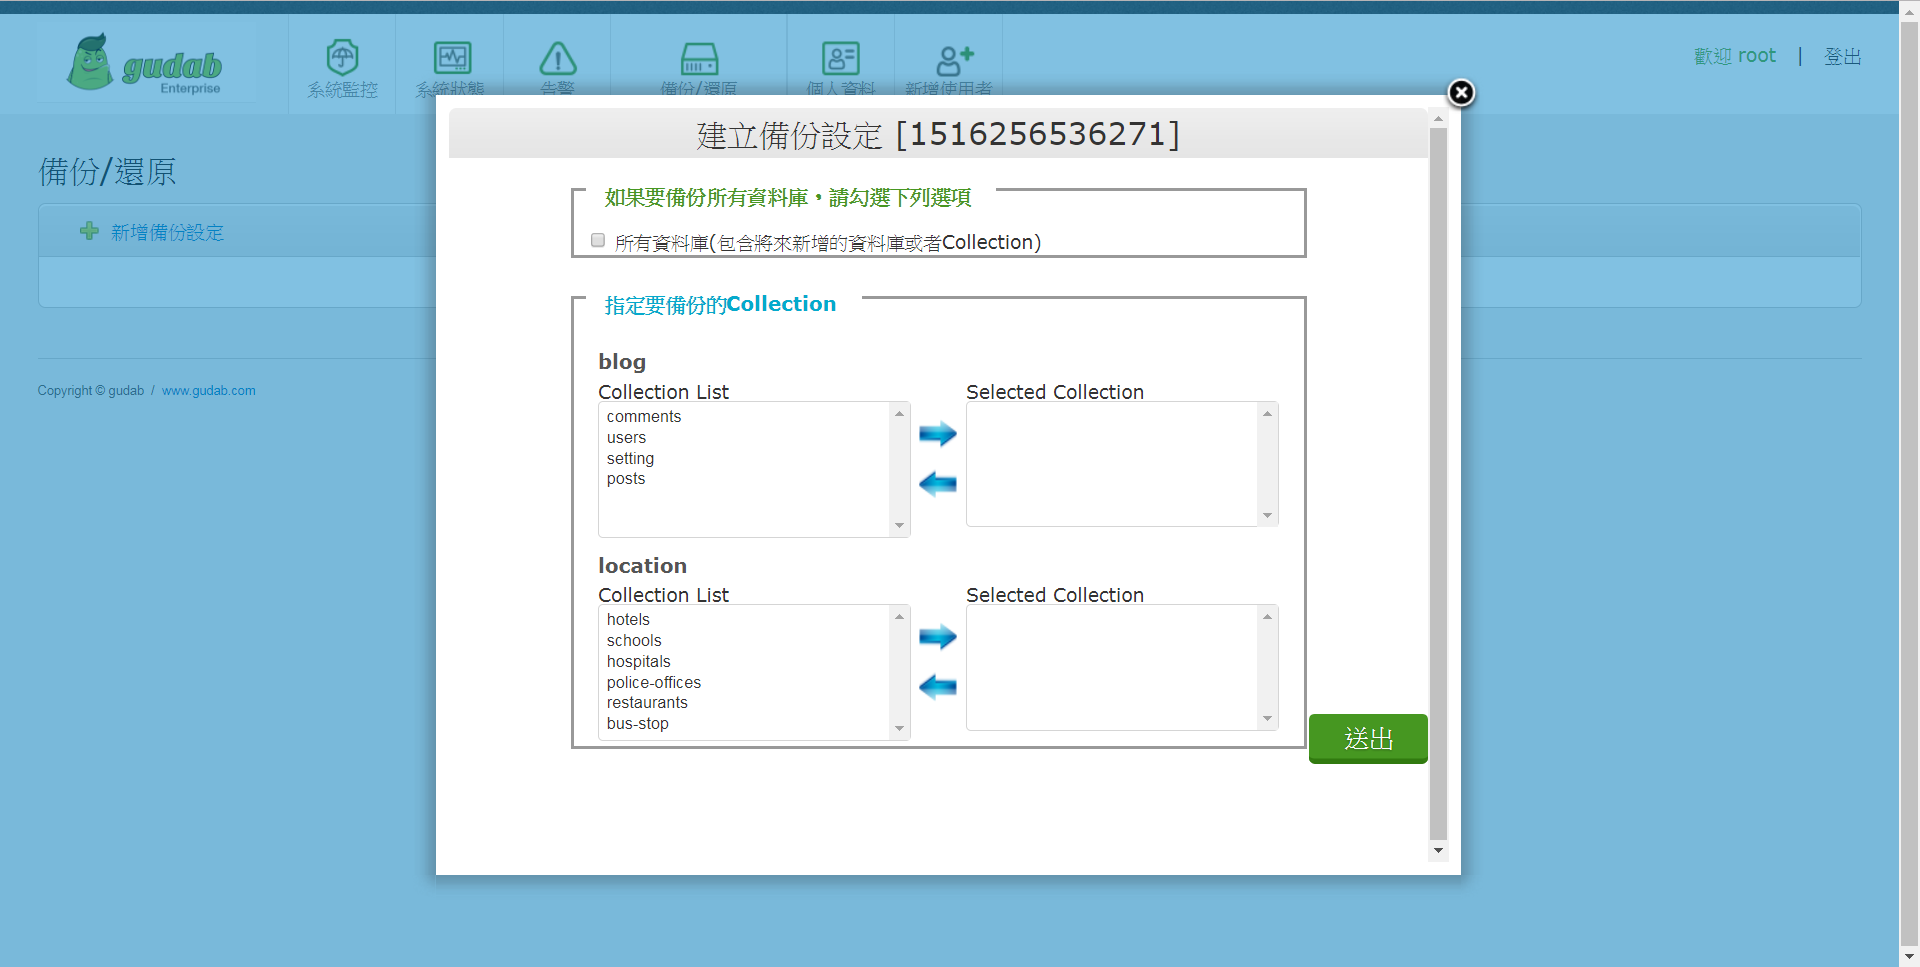 gudab
Enterprise
系統監控
系統狀態
告警
備份/還原
個人資料
新增使用者
歡迎 root | 登出
備份/還原
新增備份設定
Copyright © gudab / www.gudab.com
建立備份設定 [1516256536271]
如果要備份所有資料庫，請勾選下列選項
所有資料庫(包含將來新增的資料庫或者Collection)
指定要備份的Collection
blog
Collection List
Selected Collection
comments
users
setting
posts
location
Collection List
Selected Collection
hotels
schools
hospitals
police-offices
restaurants
bus-stop
送出